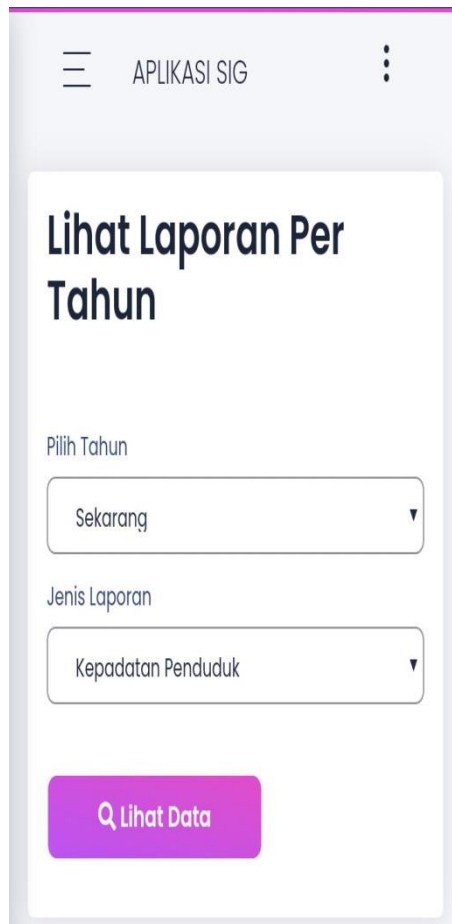 APLIKASI SIG
Lihat Laporan Per
Tahun
Pilih Tahun
Sekarang
Jenis Laporan
Kepadatan Penduduk
Lihat Data